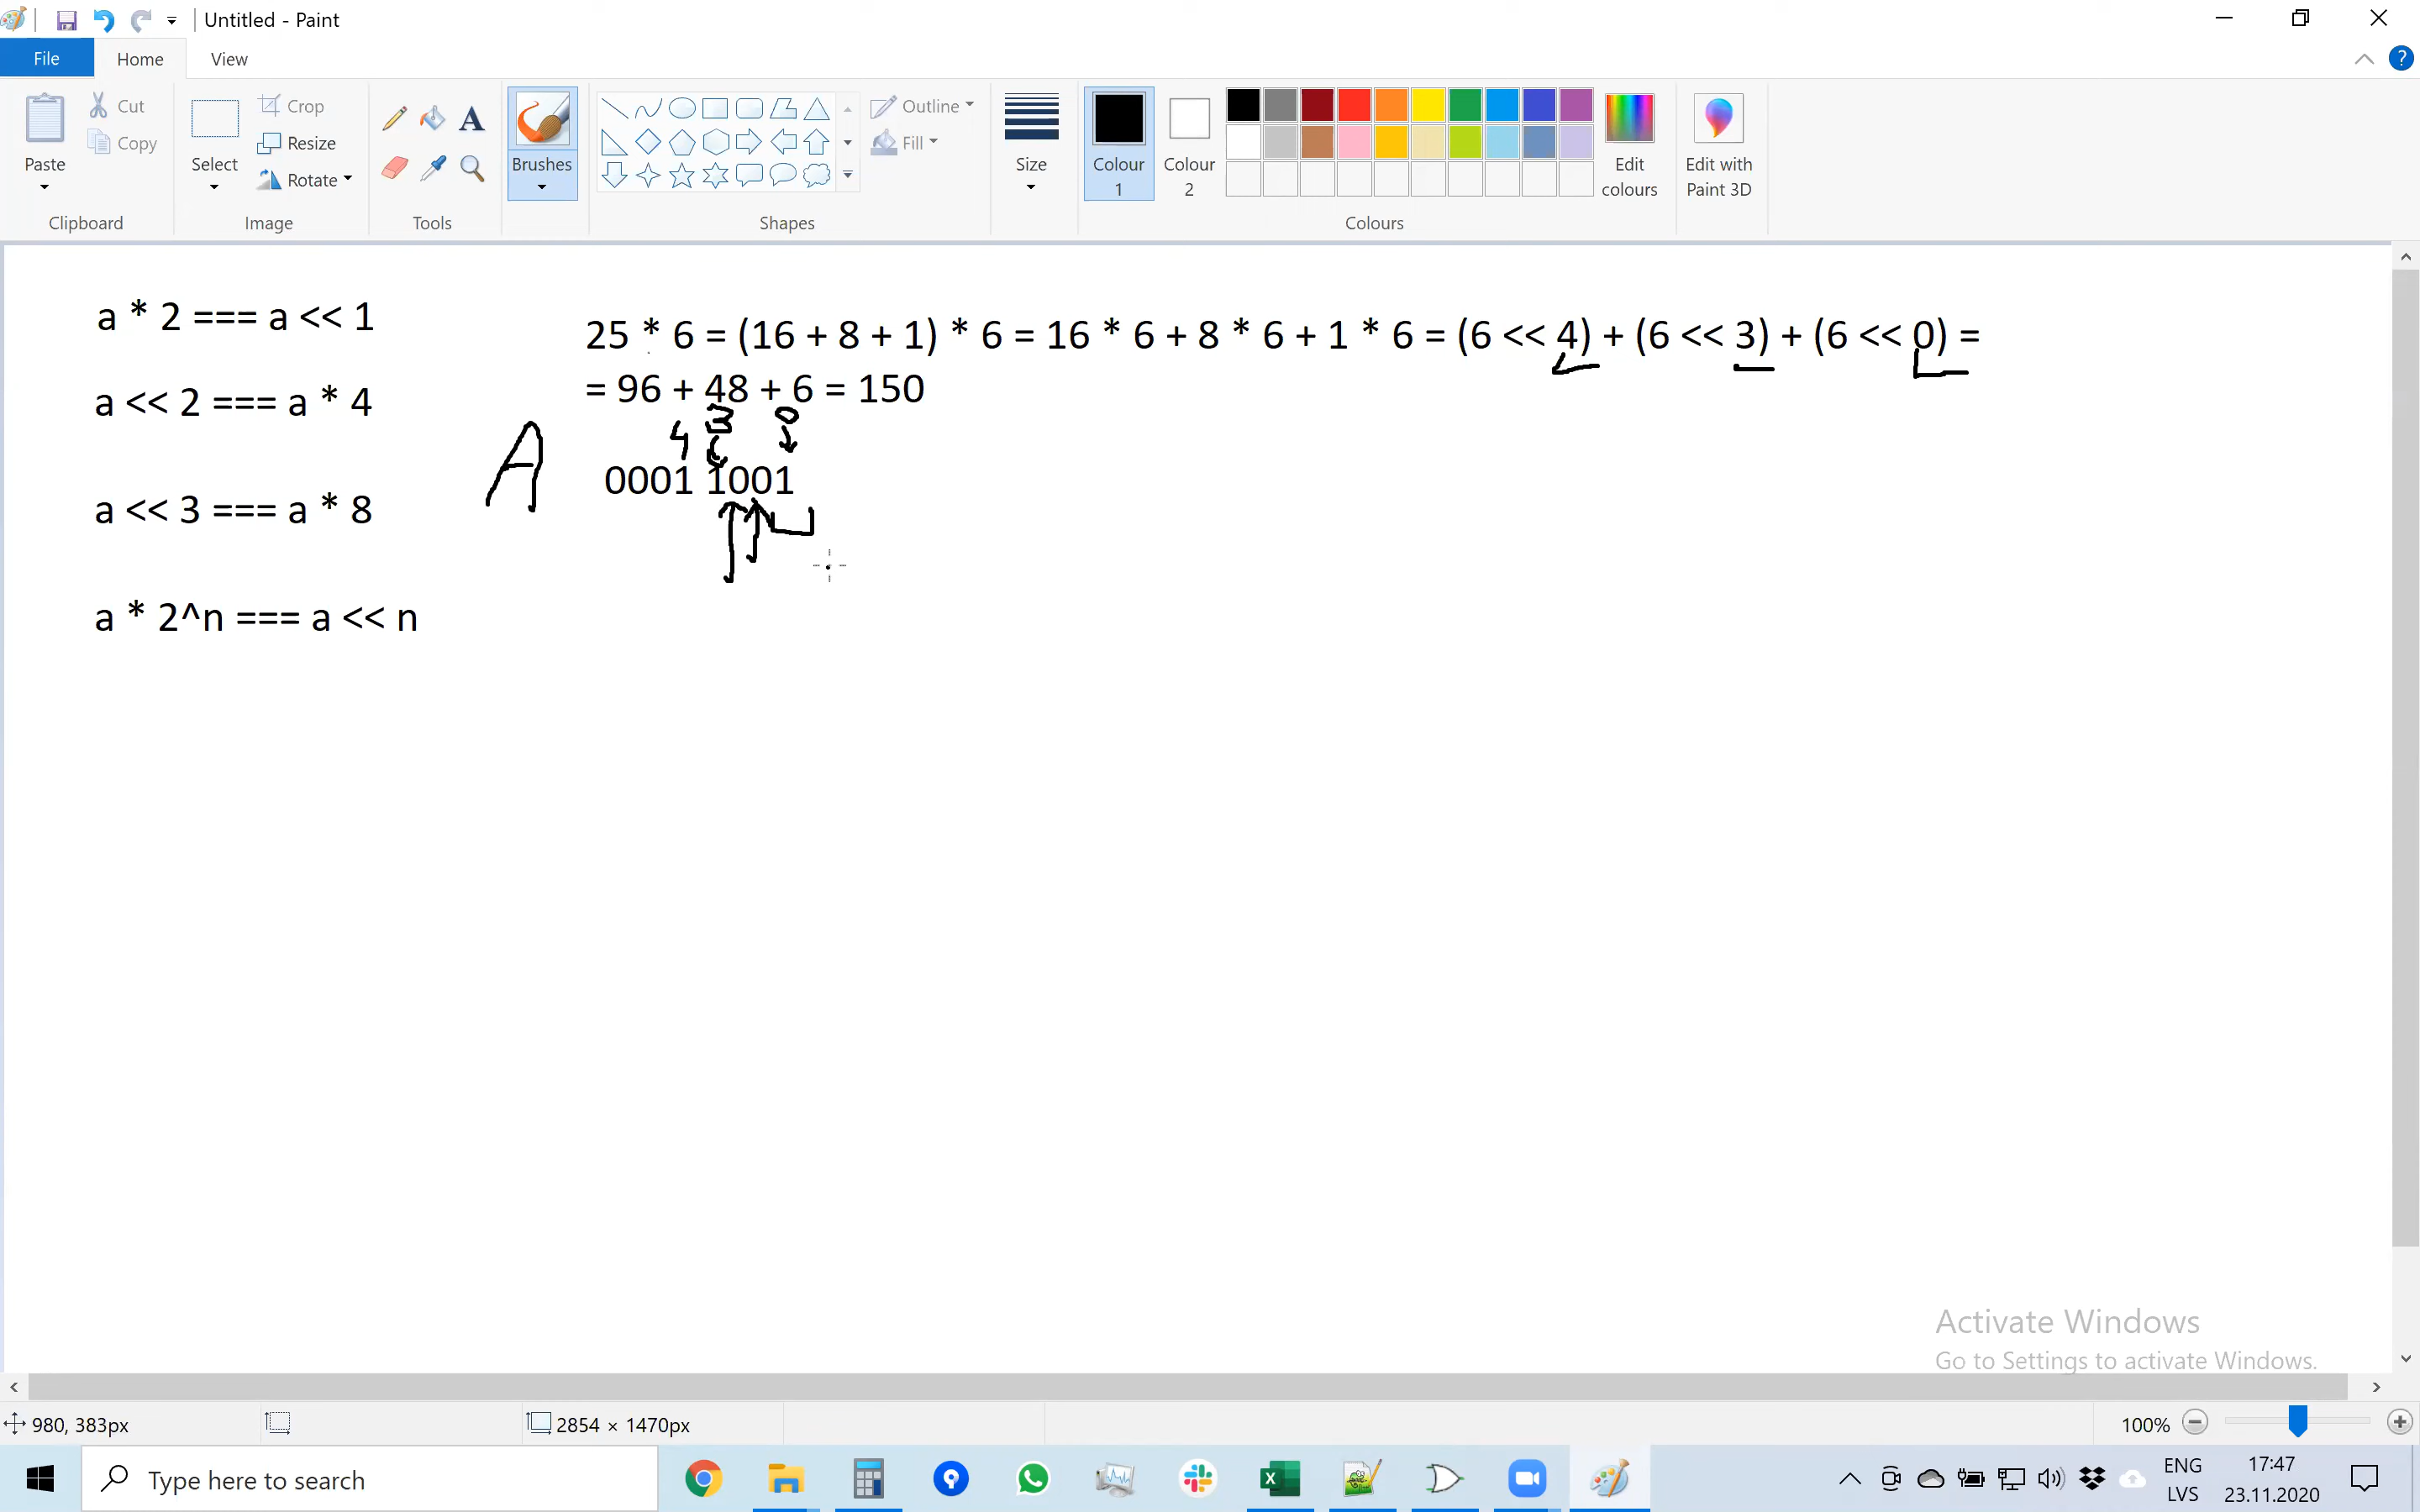 Untitled - Paint
File Home View
Paste
Cut
Copy
Clipboard
Select
Crop
Resize
Rotate
Image
A
Tools
Brushes
Outline
Fill
Shapes
Size
Colour 1
Colour 2
Edit colours
Colours
Edit with Paint 3D
?
a * 2 === a << 1
a << 2 === a * 4
a << 3 === a * 8
a * 2^n === a << n
25 * 6 = (16 + 8 + 1) * 6 = 16 * 6 + 8 * 6 + 1 * 6 = (6 << 4) + (6 << 3) + (6 << 0) =
= 96 + 48 + 6 = 150
4 3 0
A 0001 1001
Activate Windows
Go to Settings to activate Windows.
980, 383px
2854 × 1470px
100%
Type here to search
ENG
LVS
17:47
23.11.2020